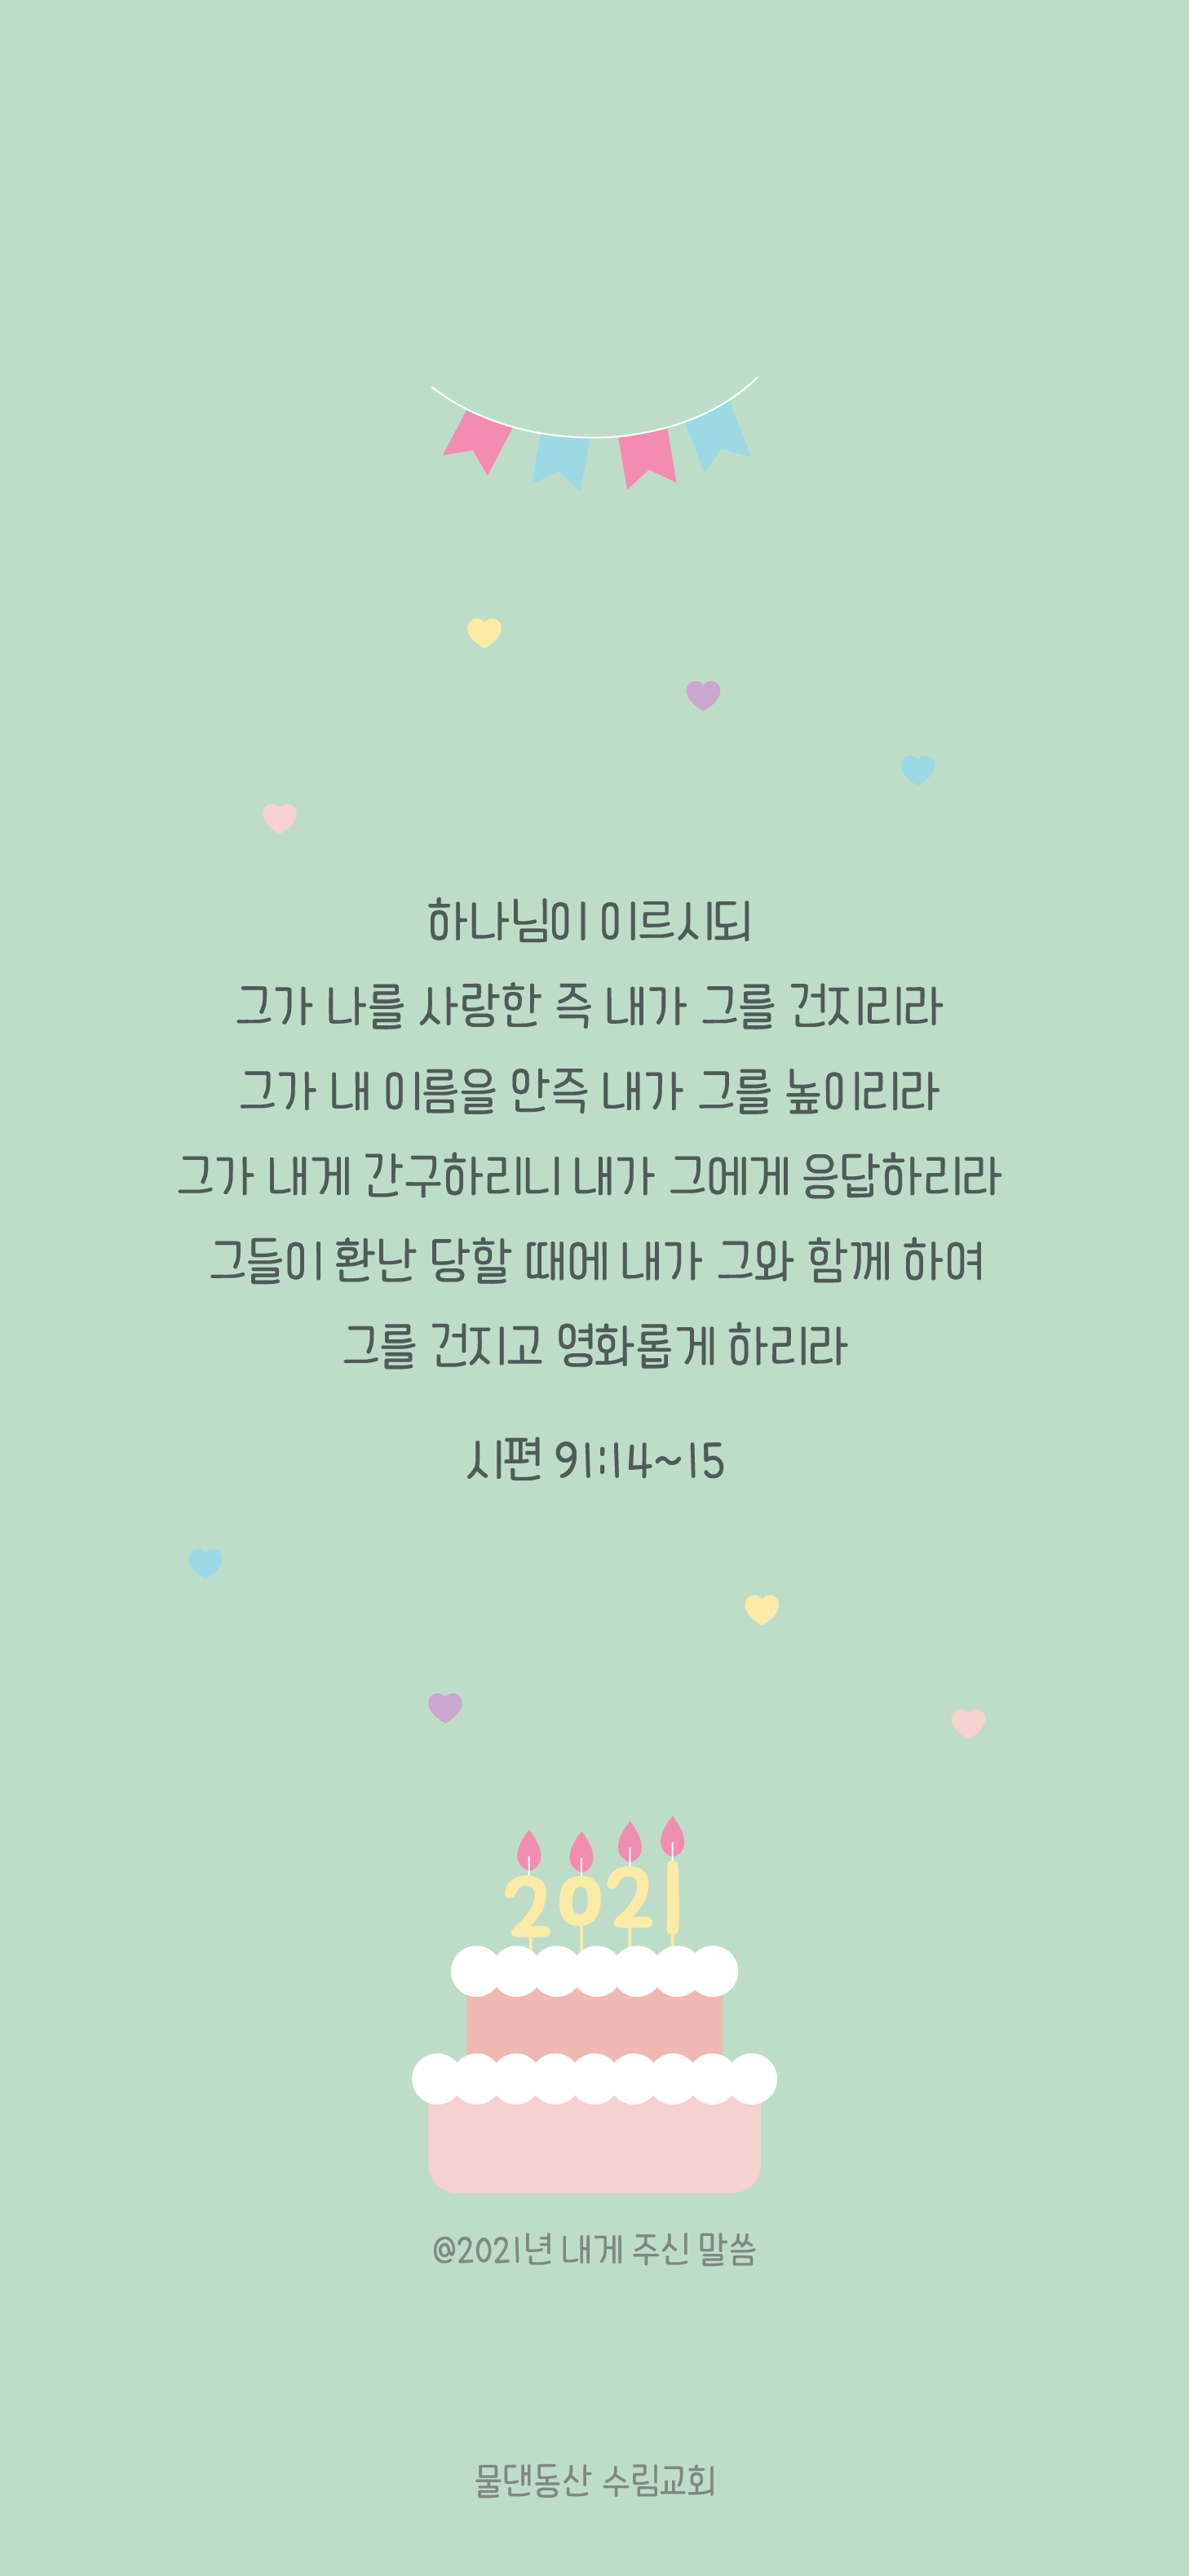 하나님이 이르시되
그가 나를 사랑한 즉 내가 그를 건지리라
그가 내 이름을 안즉 내가 그를 높이리라
그가 내게 간구하리니 내가 그에게 응답하리라
그들이 환난 당할 때에 내가 그와 함께 하여
그를 건지고 영화롭게 하리라
시편 91:14~15
2021
@2021년 내게 주신 말씀
물댄동산 수림교회